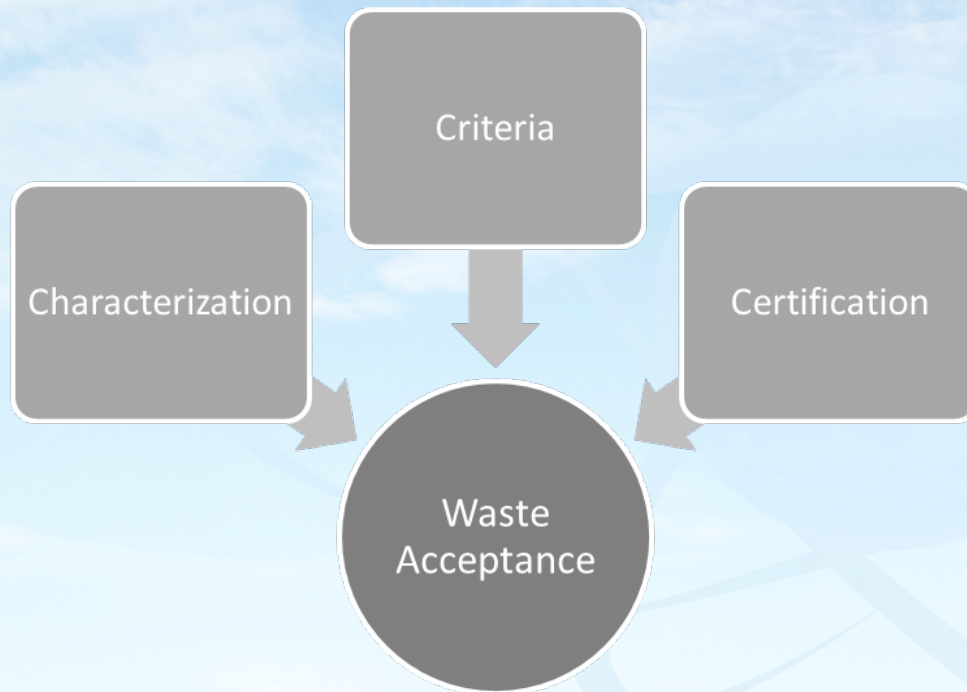 Criteria
Characterization
Certification
Waste
Acceptance